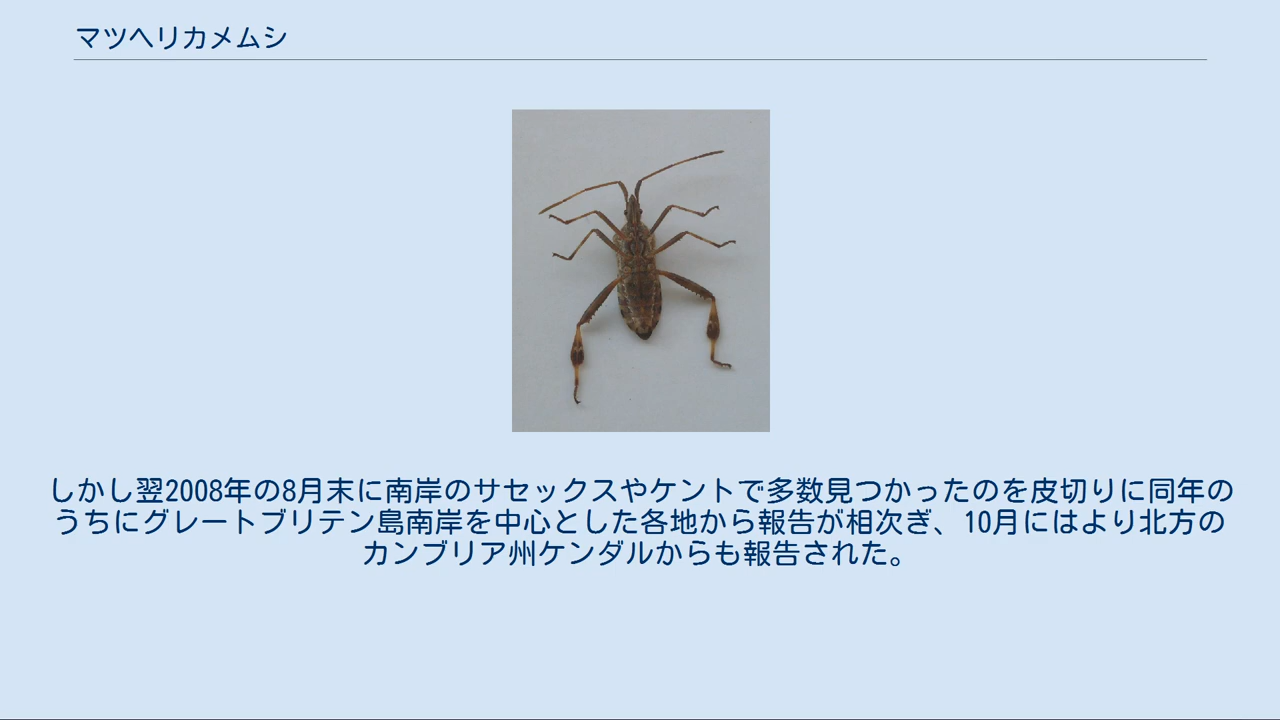 マツヘリカメムシ
しかし翌2008年の8月末に南岸のサセックスやケントで多数見つかったのを皮切りに同年の
うちにグレートブリテン島南岸を中心とした各地から報告が相次ぎ、10月にはより北方の
カンブリア州ケンダルからも報告された。